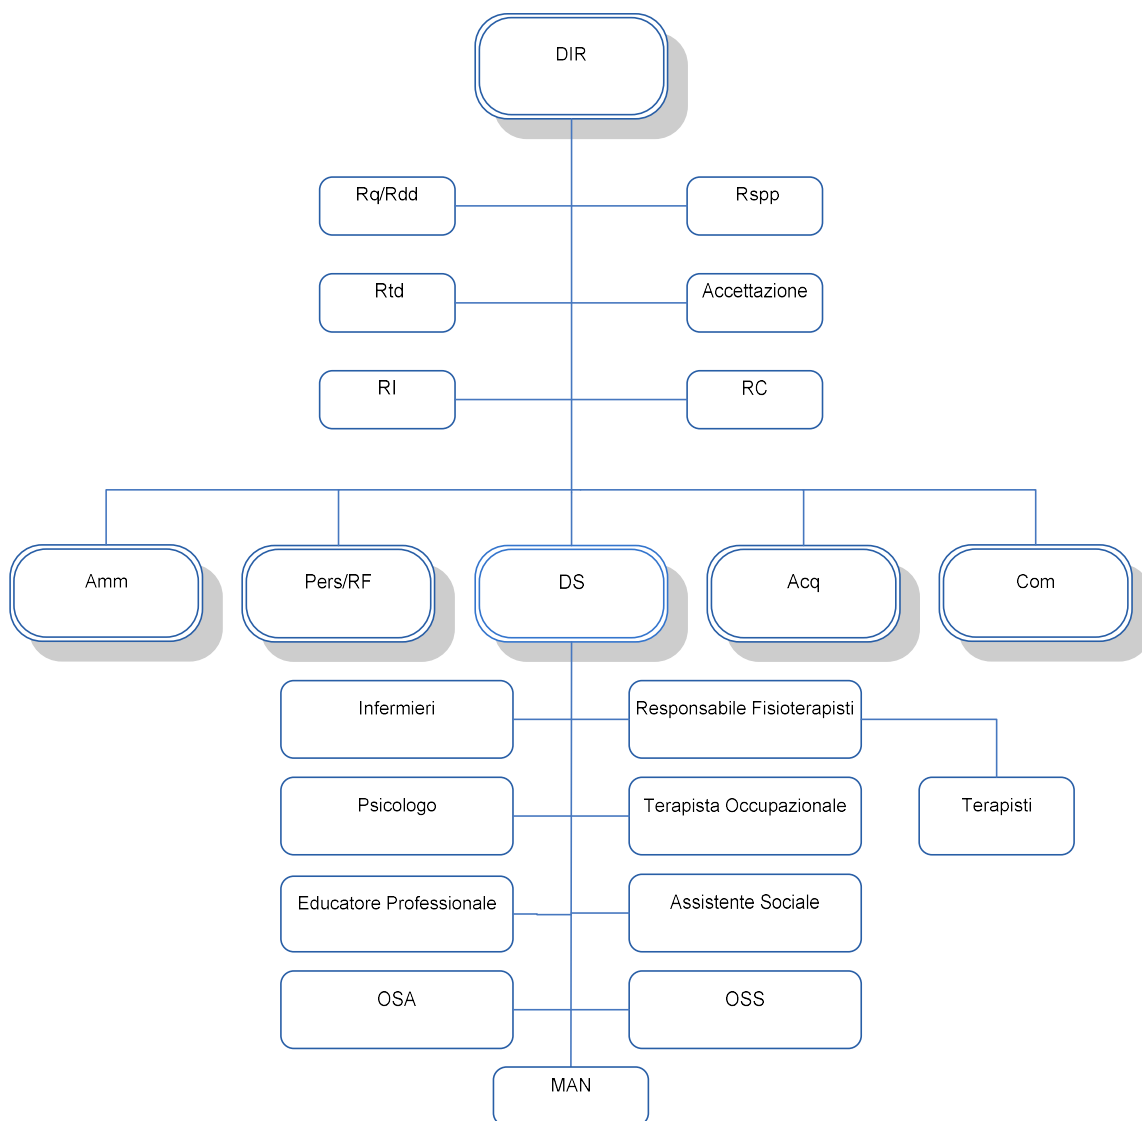 DIR
Rq/Rdd
Rspp
Rtd
Accettazione
RI
RC
Amm
Pers/RF
DS
Acq
Com
Infermieri
Responsabile Fisioterapisti
Psicologo
Terapista Occupazionale
Terapisti
Educatore Professionale
Assistente Sociale
OSA
OSS
MAN